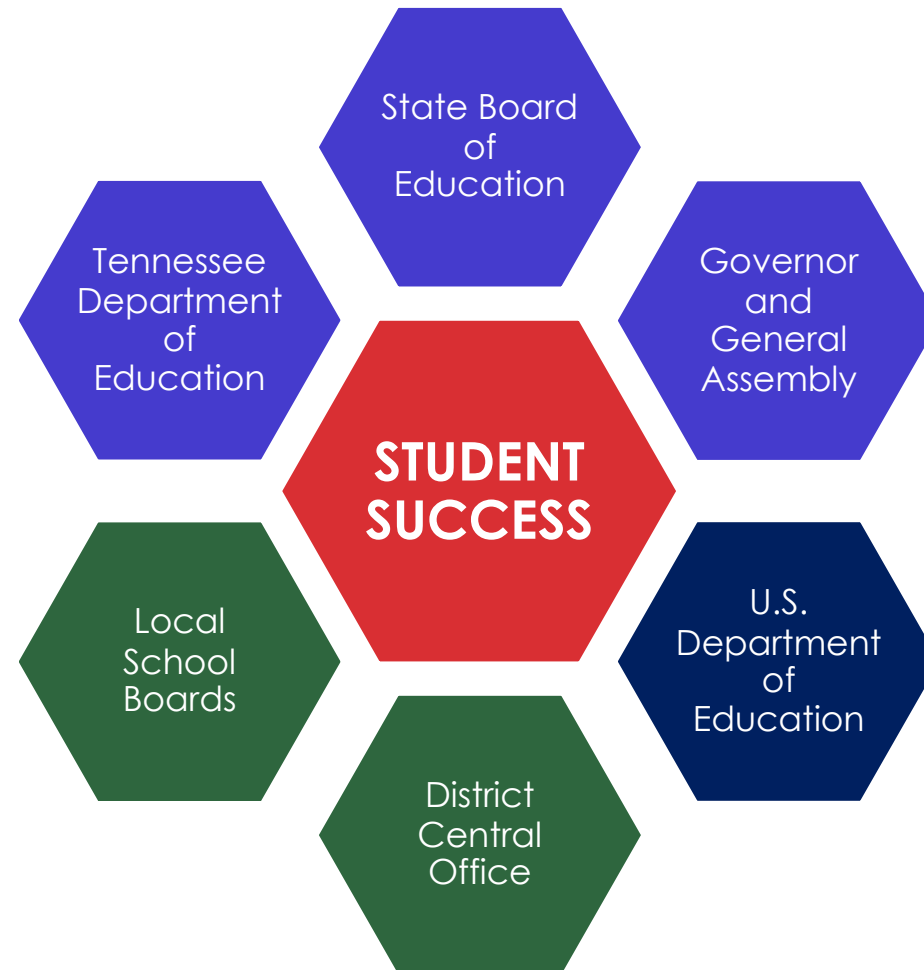 State Board
of
Education
Tennessee
Department
of
Education
Governor
and
General
Assembly
STUDENT
SUCCESS
Local
School
Boards
U.S.
Department
of
Education
District
Central
Office